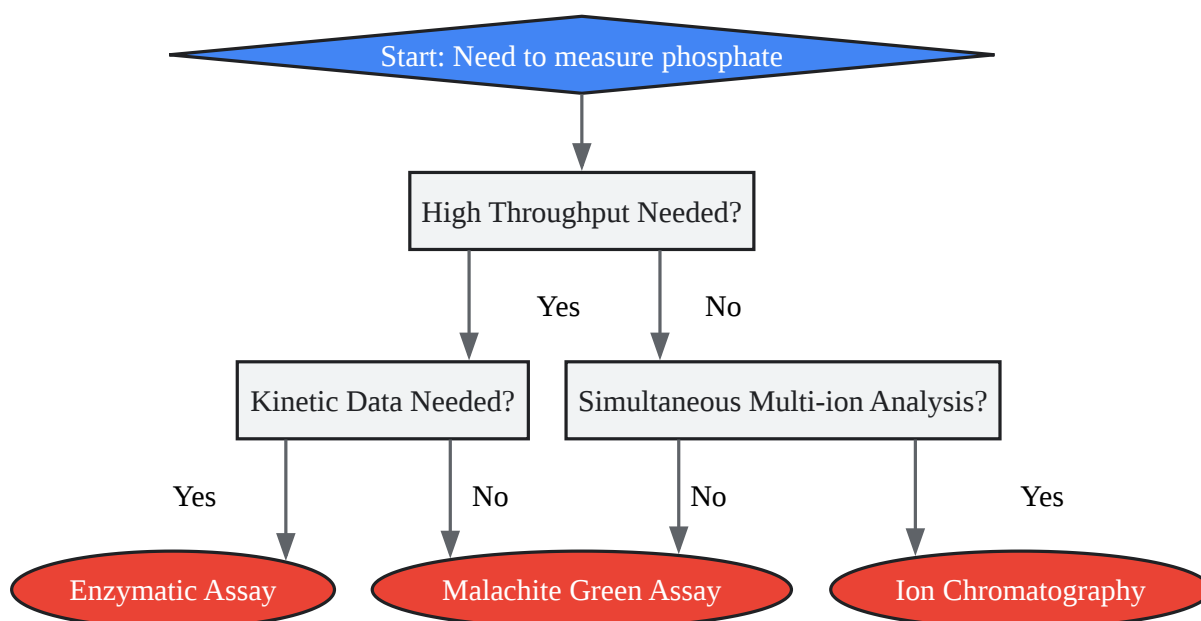 Start: Need to measure phosphate
High Throughput Needed?
Yes
No
Kinetic Data Needed?
Simultaneous Multi-ion Analysis?
Yes
No
No
Yes
Enzymatic Assay
Malachite Green Assay
Ion Chromatography